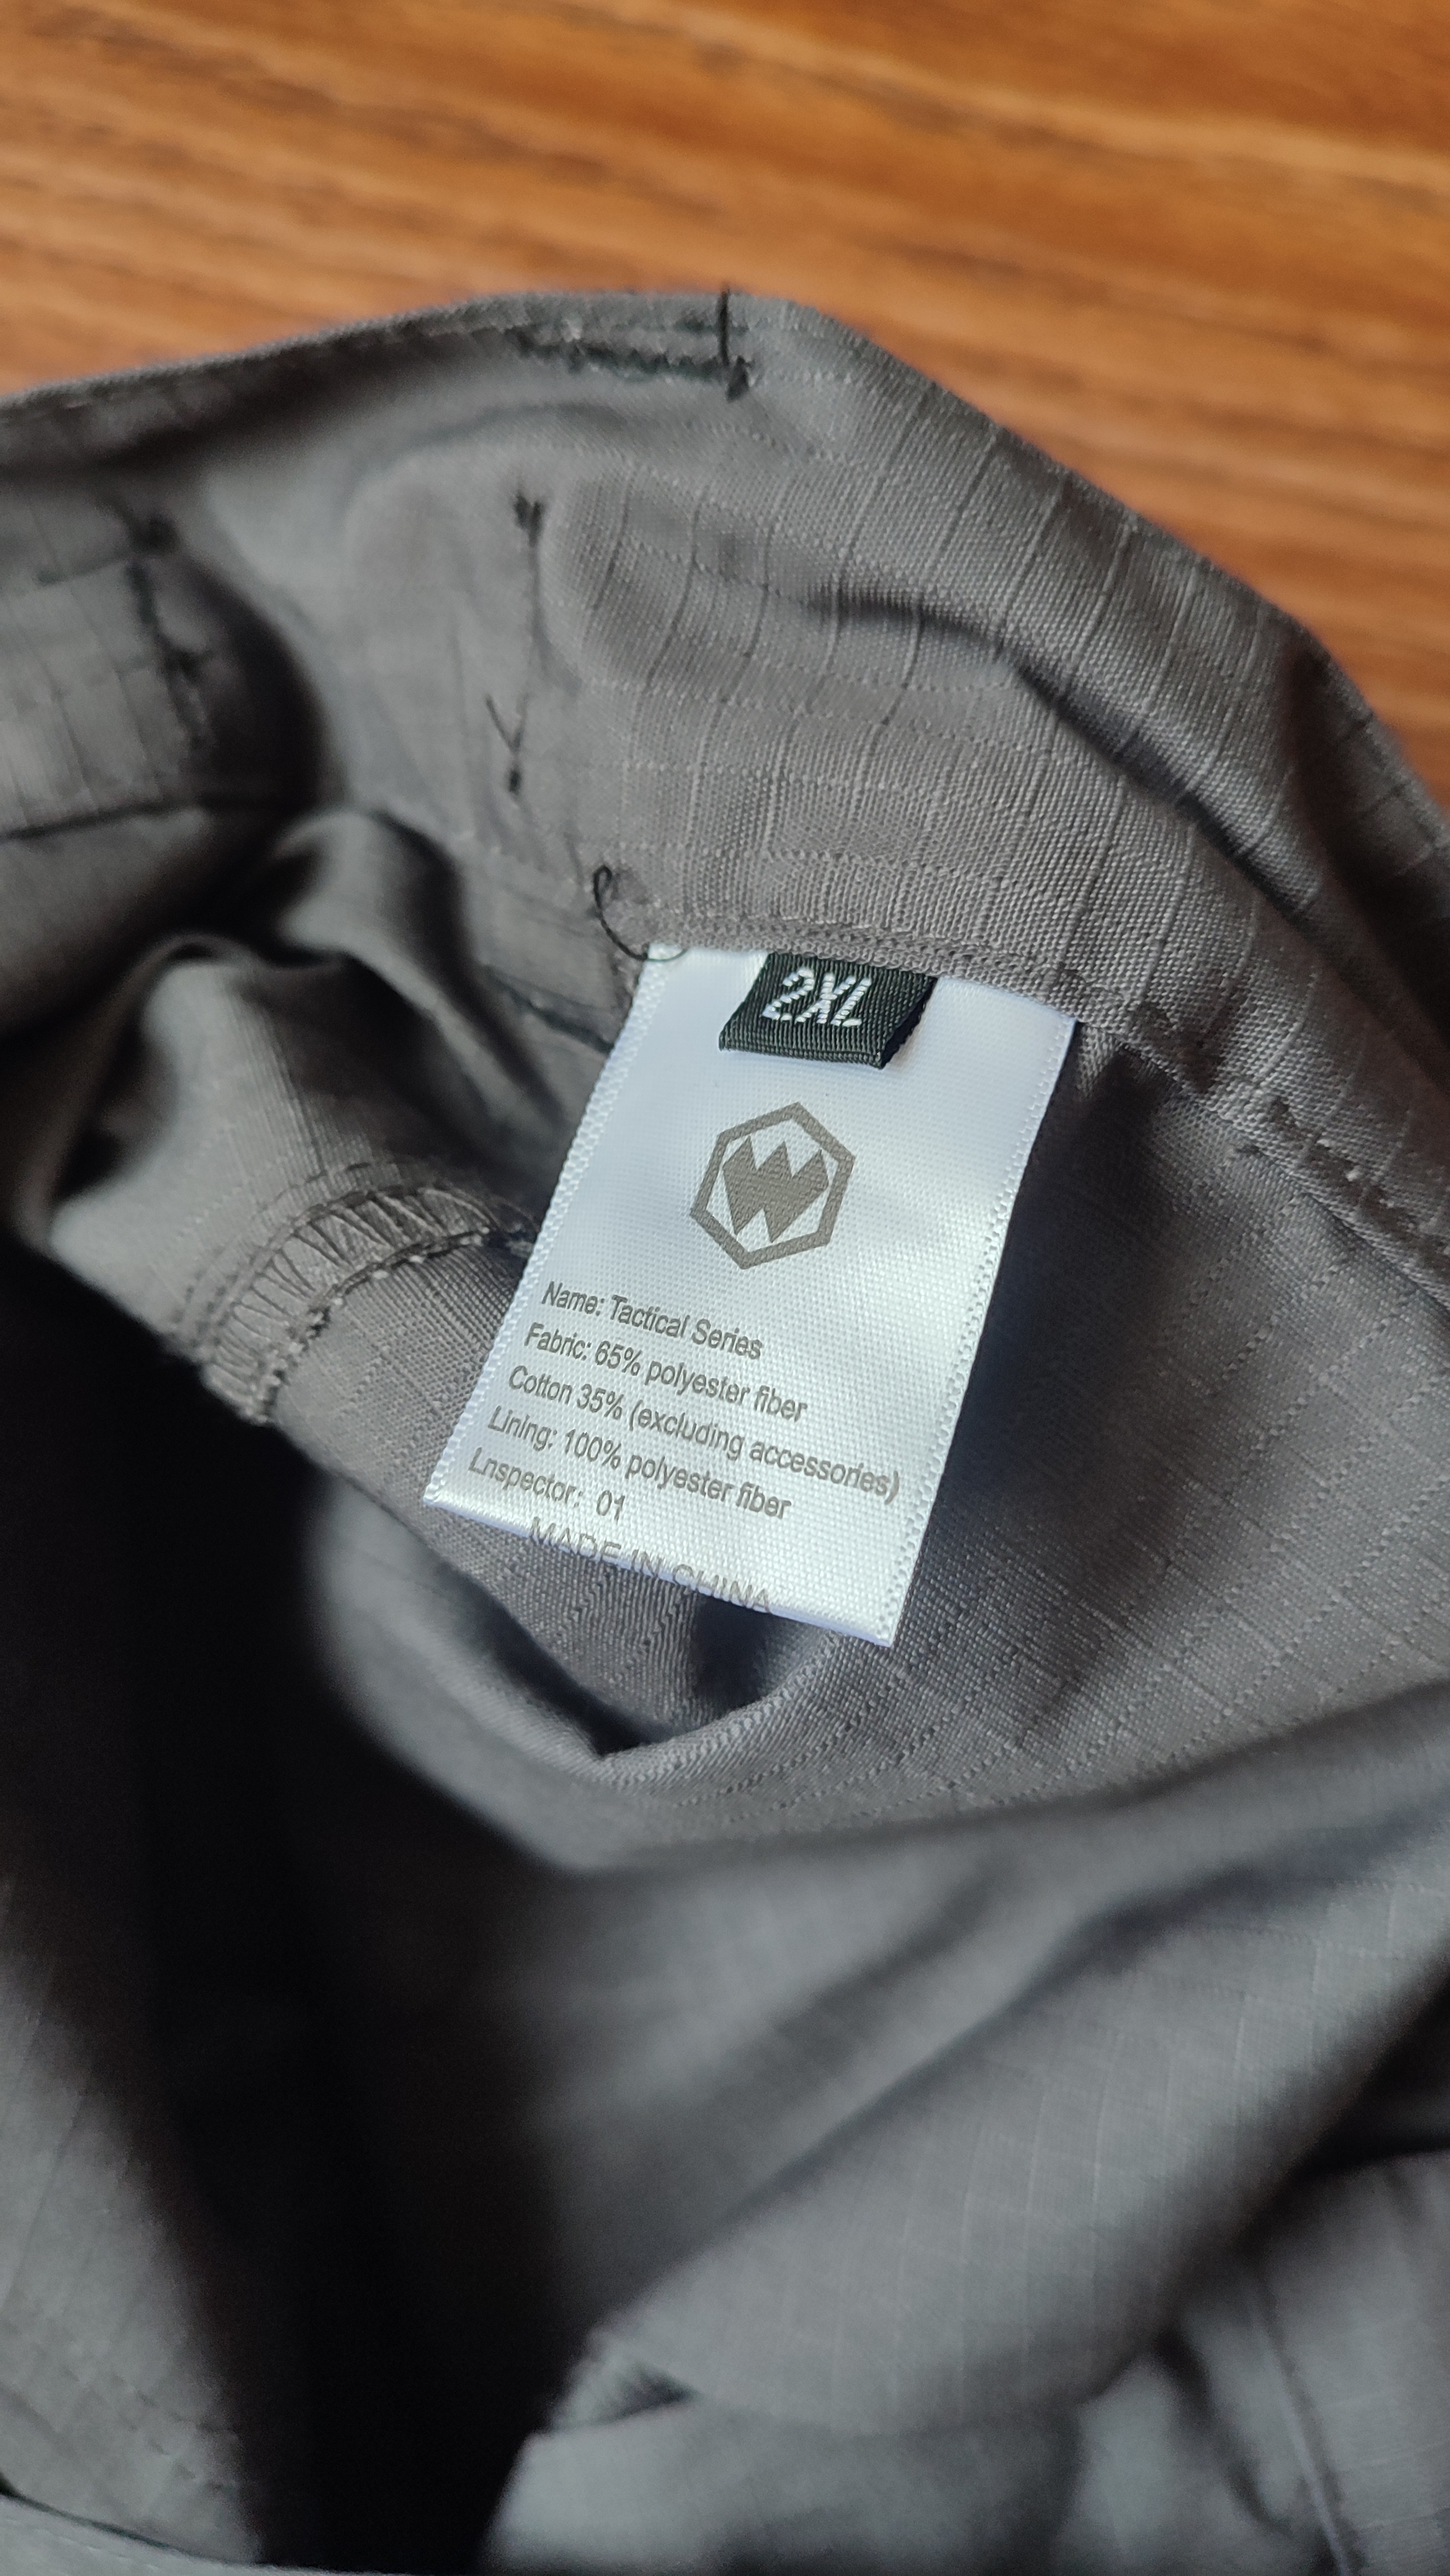 2XL
Name: Tactical Series
Fabric: 65% polyester fiber
Cotton 35% (excluding accessories)
Lining: 100% polyester fiber
Lnspector: 01
MADE IN CHINA